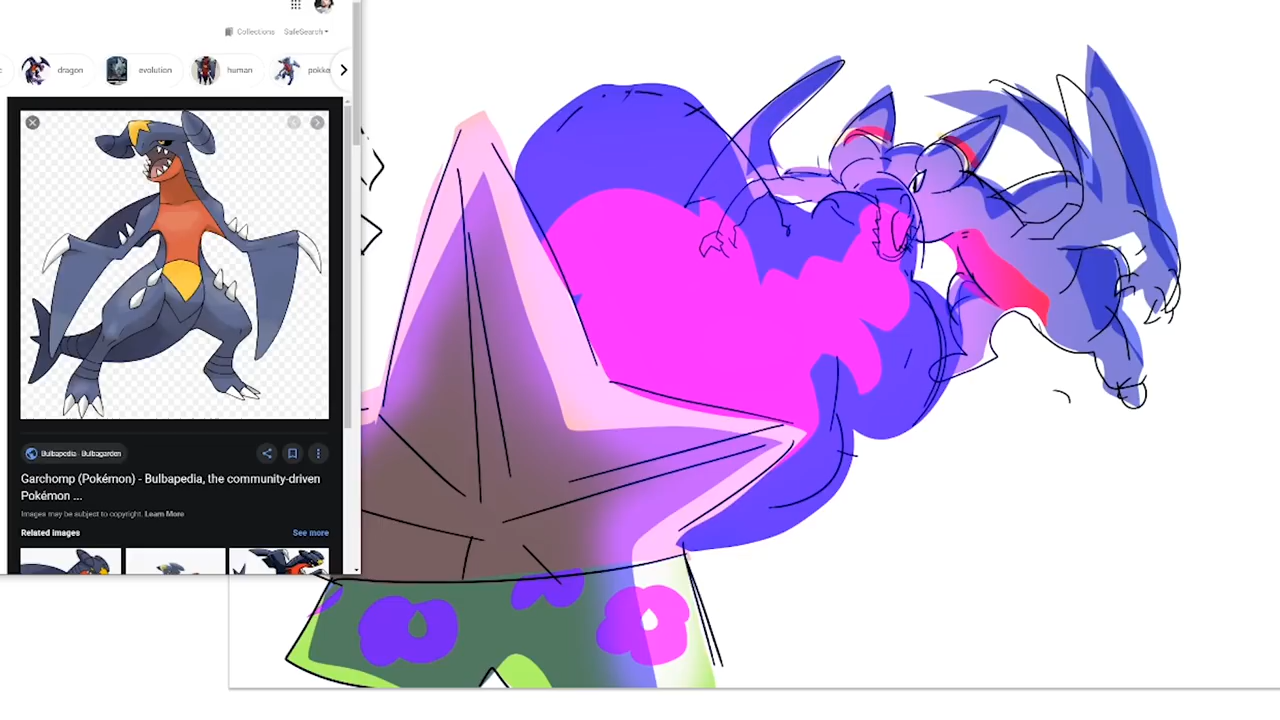 Collections SafeSearch
dragon evolution human pokke
Bulbapedia - Bulbagarden
Garchomp (Pokémon) - Bulbapedia, the community-driven
Pokémon ...
Images may be subject to copyright. Learn More
Related images See more